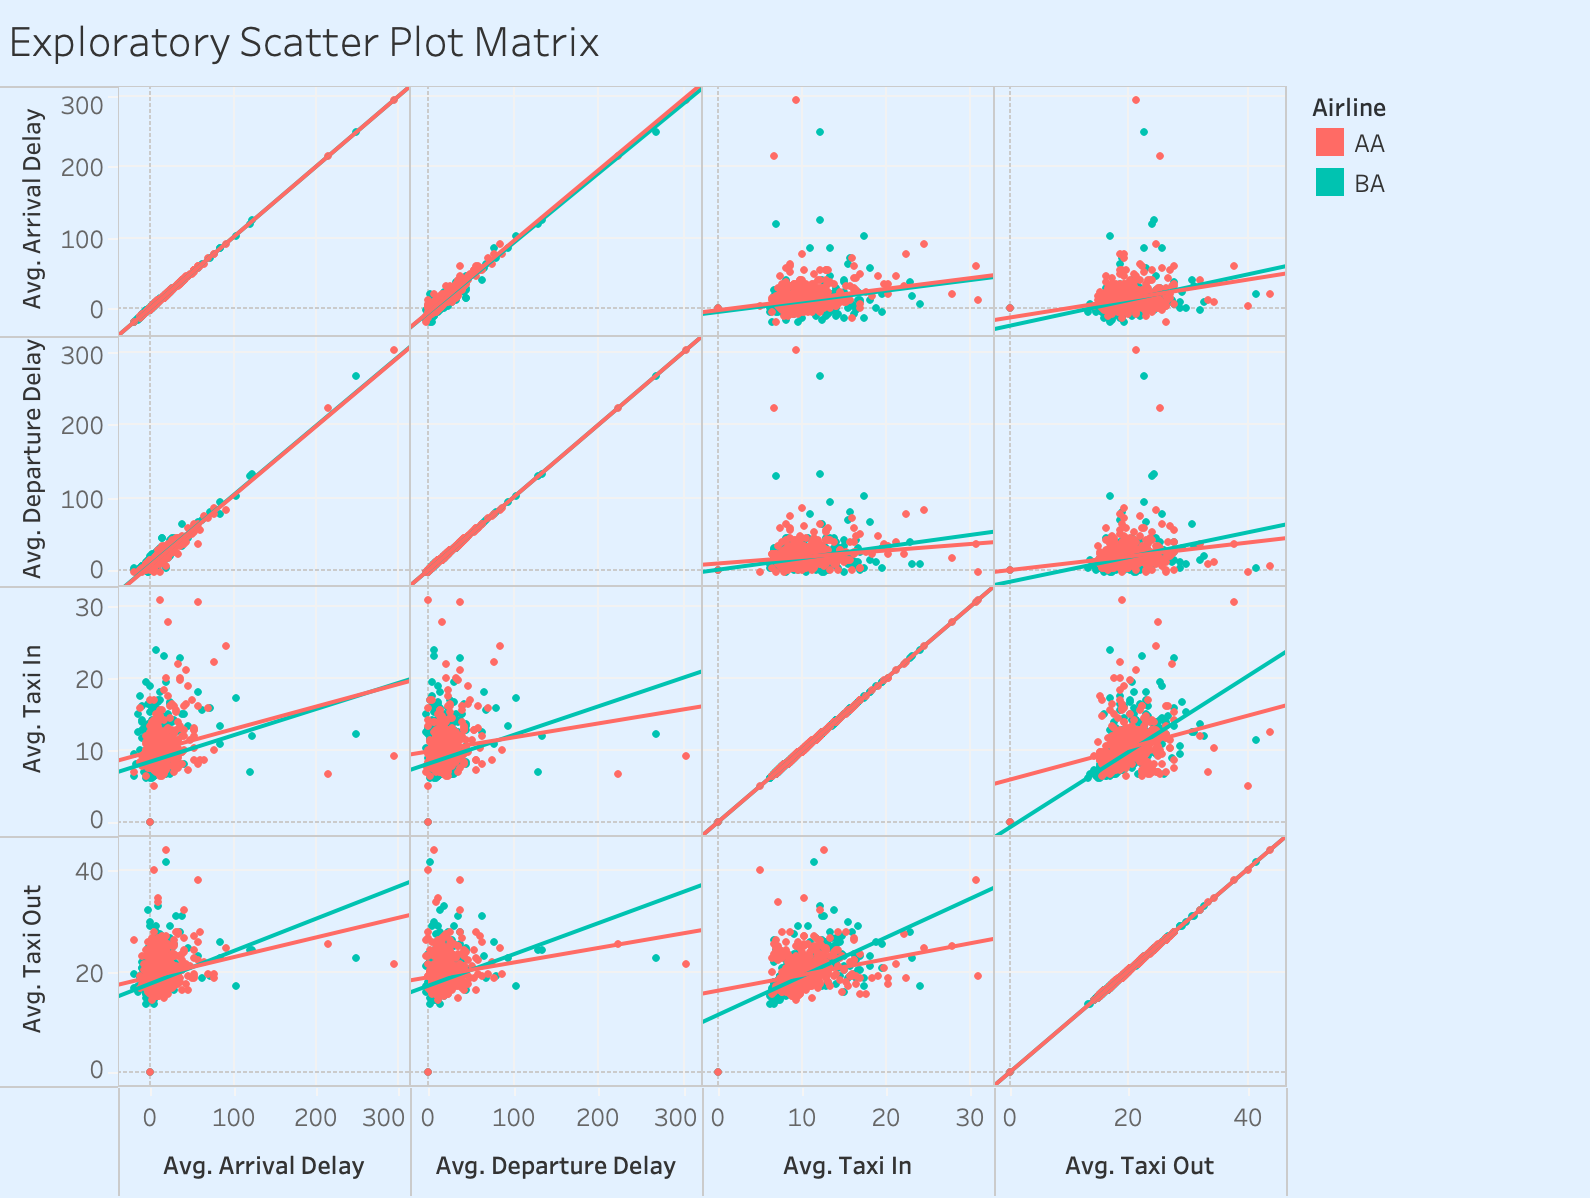 Exploratory Scatter Plot Matrix
Airline
AA
BA
Avg. Arrival Delay
300
200
100
0
Avg. Departure Delay
300
200
100
0
Avg. Taxi In
30
20
10
0
Avg. Taxi Out
40
20
0
0 100 200 300 0 100 200 300 0 10 20 30 0 20 40
Avg. Arrival Delay Avg. Departure Delay Avg. Taxi In Avg. Taxi Out